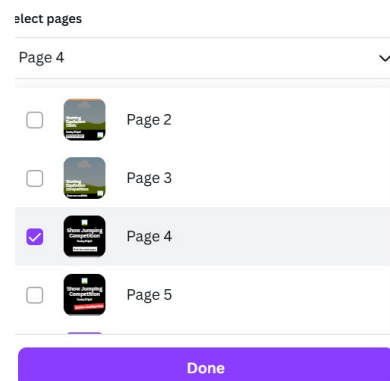 elect pages
Page 4
Page 2
Page 3
Show Jumping
Competition
Page 4
Show Jumping
Competition
Page 5
Done